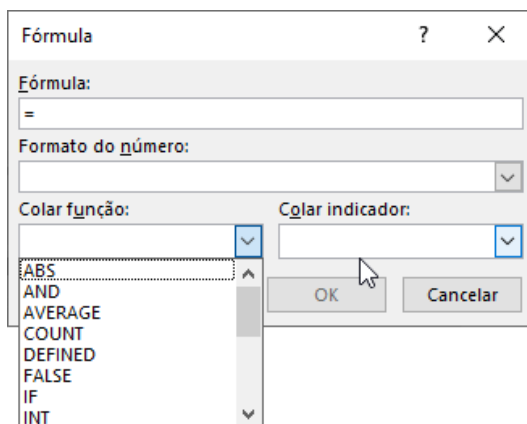 Fórmula ?
Fórmula:
=
Formato do número:
Colar função: Colar indicador:
ABS
AND
AVERAGE
COUNT
DEFINED
FALSE
IF
INT
OK Cancelar